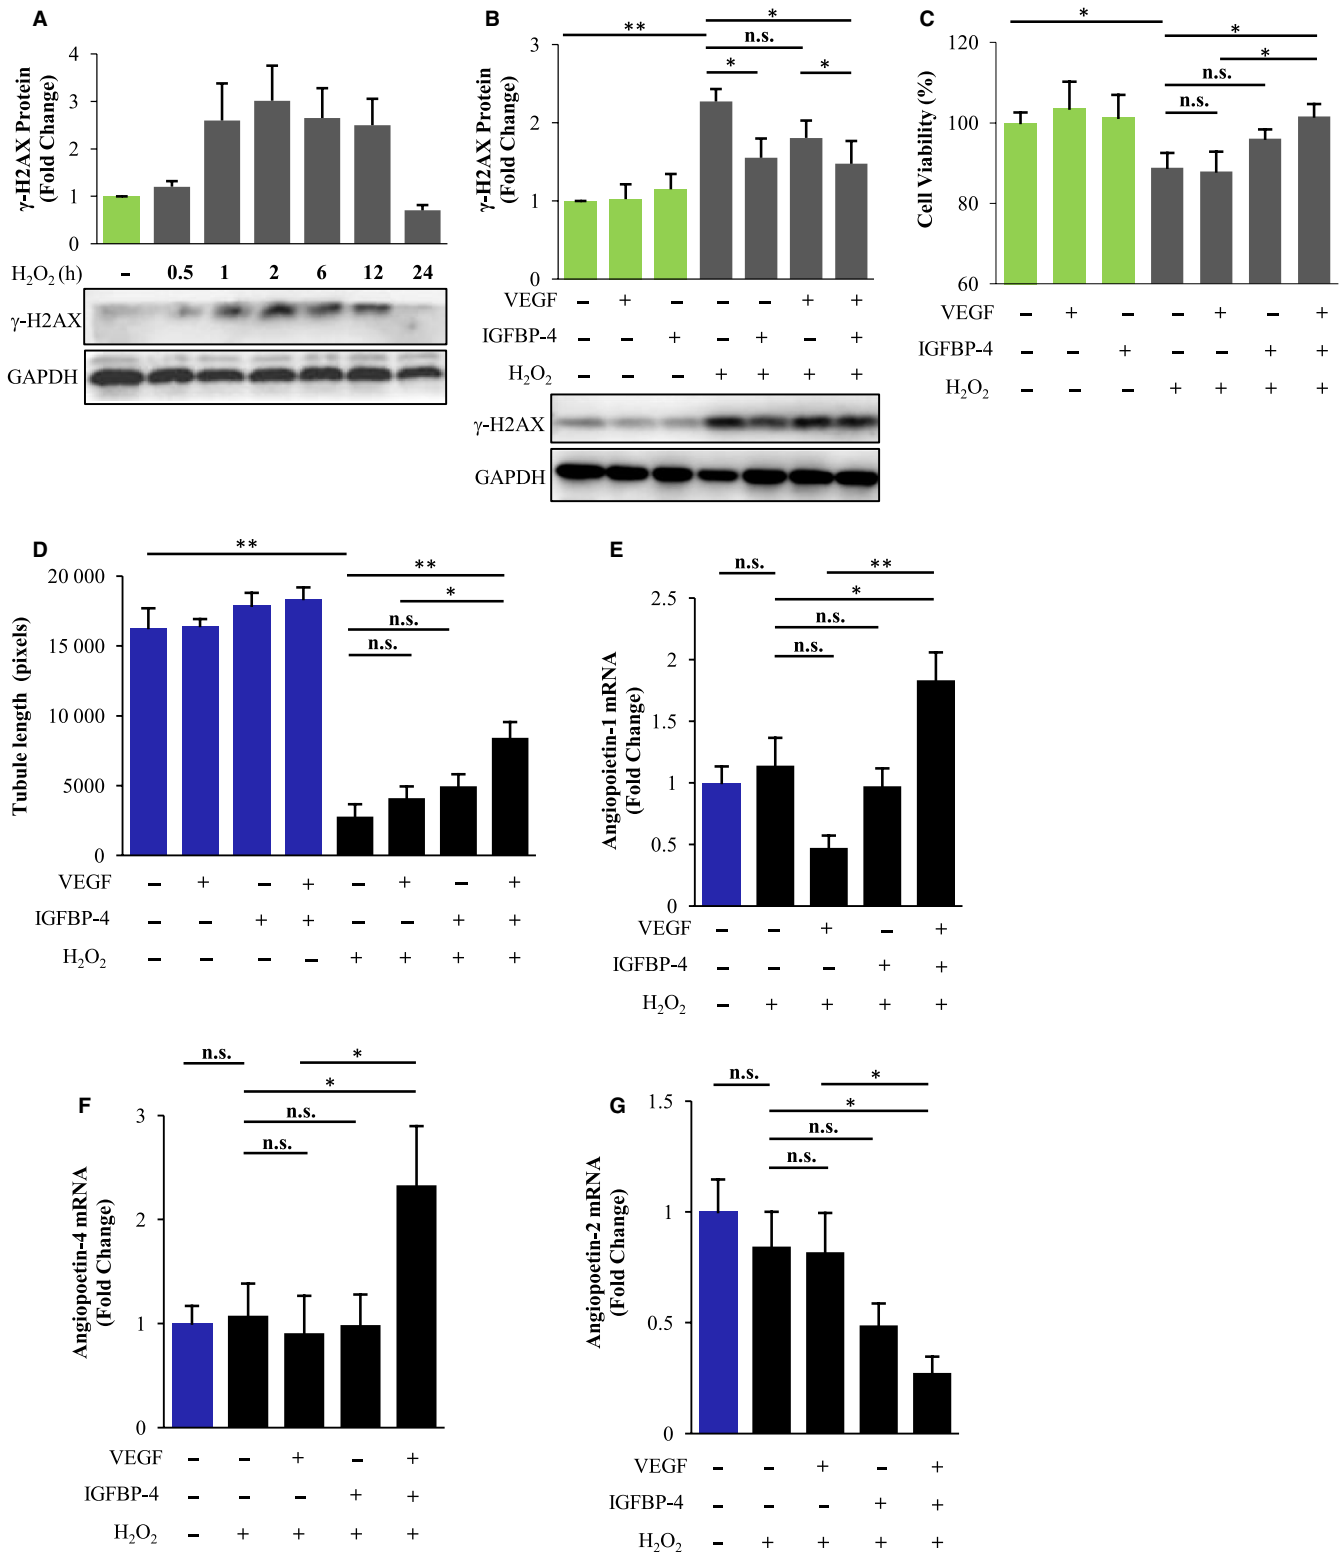 A
γ-H2AX Protein
(Fold Change)
4
3
2
1
0
H₂O₂ (h) – 0.5 1 2 6 12 24
γ-H2AX
GAPDH
B
** * n.s. * *
γ-H2AX Protein
(Fold Change)
3
2
1
0
VEGF – + – – – + +
IGFBP-4 – – + – + – +
H₂O₂ – – – + + + +
γ-H2AX
GAPDH
C
* * * n.s. n.s.
Cell Viability (%)
120
100
80
60
VEGF – + – – + – +
IGFBP-4 – – + – – + +
H₂O₂ – – – + + + +
D
** ** * n.s. n.s.
Tubule length (pixels)
20 000
15 000
10 000
5000
0
VEGF – + – + – + – +
IGFBP-4 – – + + – – + +
H₂O₂ – – – – + + + +
E
n.s. ** * n.s. n.s.
Angiopoietin-1 mRNA
(Fold Change)
2.5
2
1.5
1
0.5
0
VEGF – – + – +
IGFBP-4 – – – + +
H₂O₂ – + + + +
F
n.s. * * n.s. n.s.
Angiopoetin-4 mRNA
(Fold Change)
3
2
1
0
VEGF – – + – +
IGFBP-4 – – – + +
H₂O₂ – + + + +
G
n.s. * * n.s. n.s.
Angiopoetin-2 mRNA
(Fold Change)
1.5
1
0.5
0
VEGF – – + – +
IGFBP-4 – – – + +
H₂O₂ – + + + +